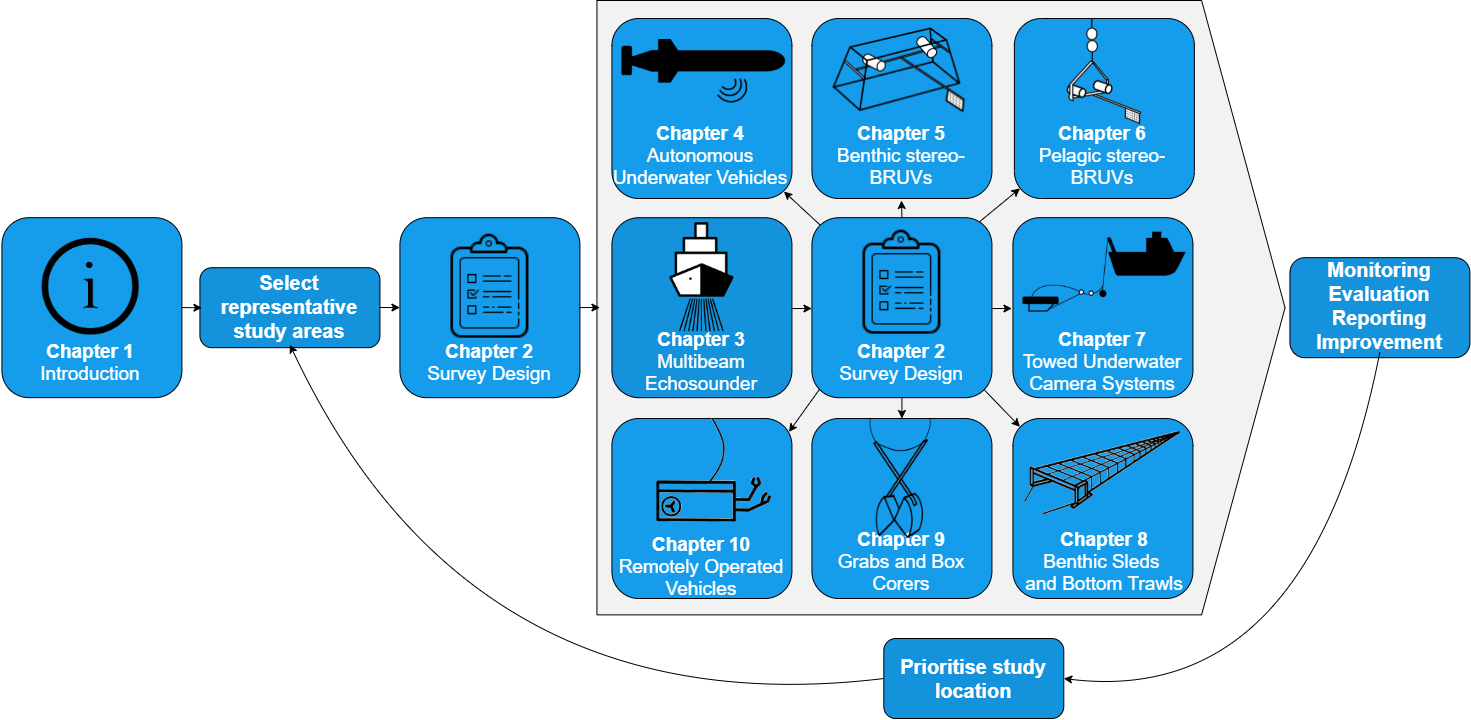 i
Chapter 1
Introduction
Select
representative
study areas
Chapter 2
Survey Design
Chapter 4
Autonomous
Underwater Vehicles
Chapter 5
Benthic stereo-
BRUVs
Chapter 6
Pelagic stereo-
BRUVs
Chapter 3
Multibeam
Echosounder
Chapter 2
Survey Design
Chapter 7
Towed Underwater
Camera Systems
Chapter 10
Remotely Operated
Vehicles
Chapter 9
Grabs and Box
Corers
Chapter 8
Benthic Sleds
and Bottom Trawls
Monitoring
Evaluation
Reporting
Improvement
Prioritise study
location